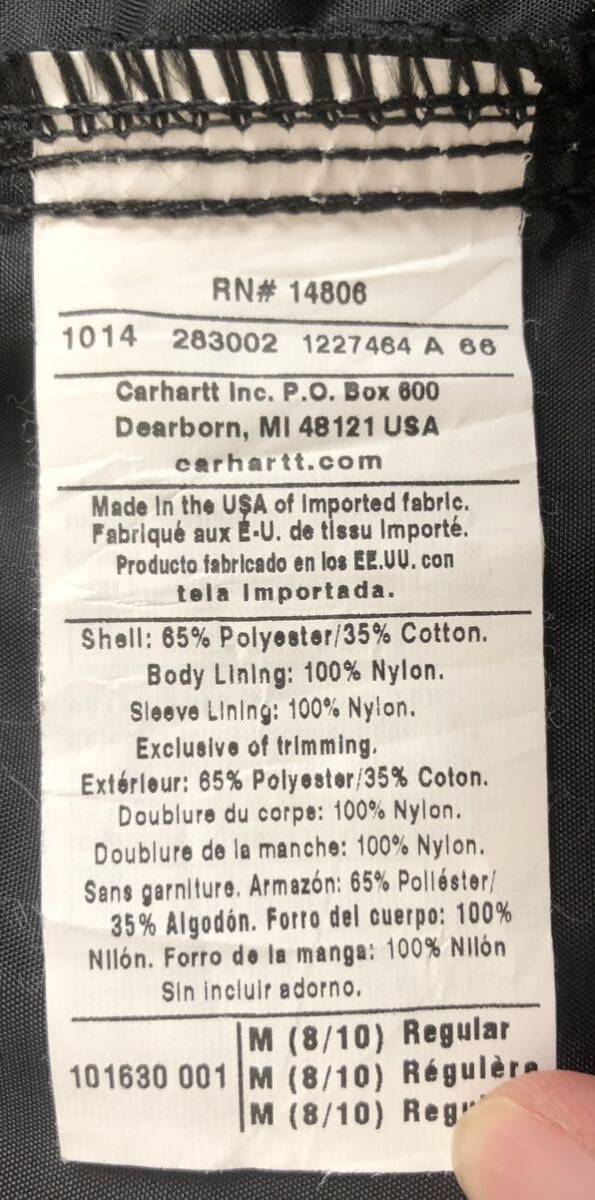 RN# 14806
1014 283002 1227464 A 66
Carhartt Inc. P.O. Box 600
Dearborn, MI 48121 USA
carhartt.com
Made In the USA of Imported fabric.
Fabriqué aux É-U. de tissu Importé.
Producto fabricado en los EE.UU. con
tela Importada.
Shell: 65% Polyester/35% Cotton.
Body Lining: 100% Nylon.
Sleeve Lining: 100% Nylon.
Exclusive of trimming.
Extérieur: 65% Polyester/35% Coton.
Doublure du corps: 100% Nylon.
Doublure de la manche: 100% Nylon.
Sans garniture. Armazón: 65% Poliéster/
35% Algodón. Forro del cuerpo: 100%
Nilón. Forro de la manga: 100% Nilón
Sin incluir adorno.
M (8/10) Regular
101630 001 M (8/10) Régulère
M (8/10)